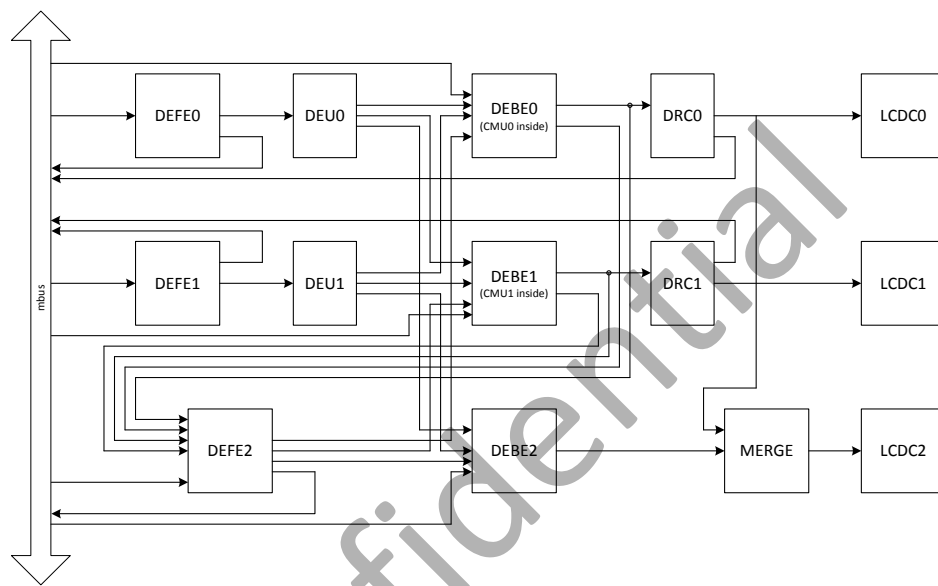 DEFE0
DEU0
DEBE0
(CMU0 inside)
DRC0
LCDC0
mbus
DEFE1
DEU1
DEBE1
(CMU1 inside)
DRC1
LCDC1
DEFE2
DEBE2
MERGE
LCDC2
fidential